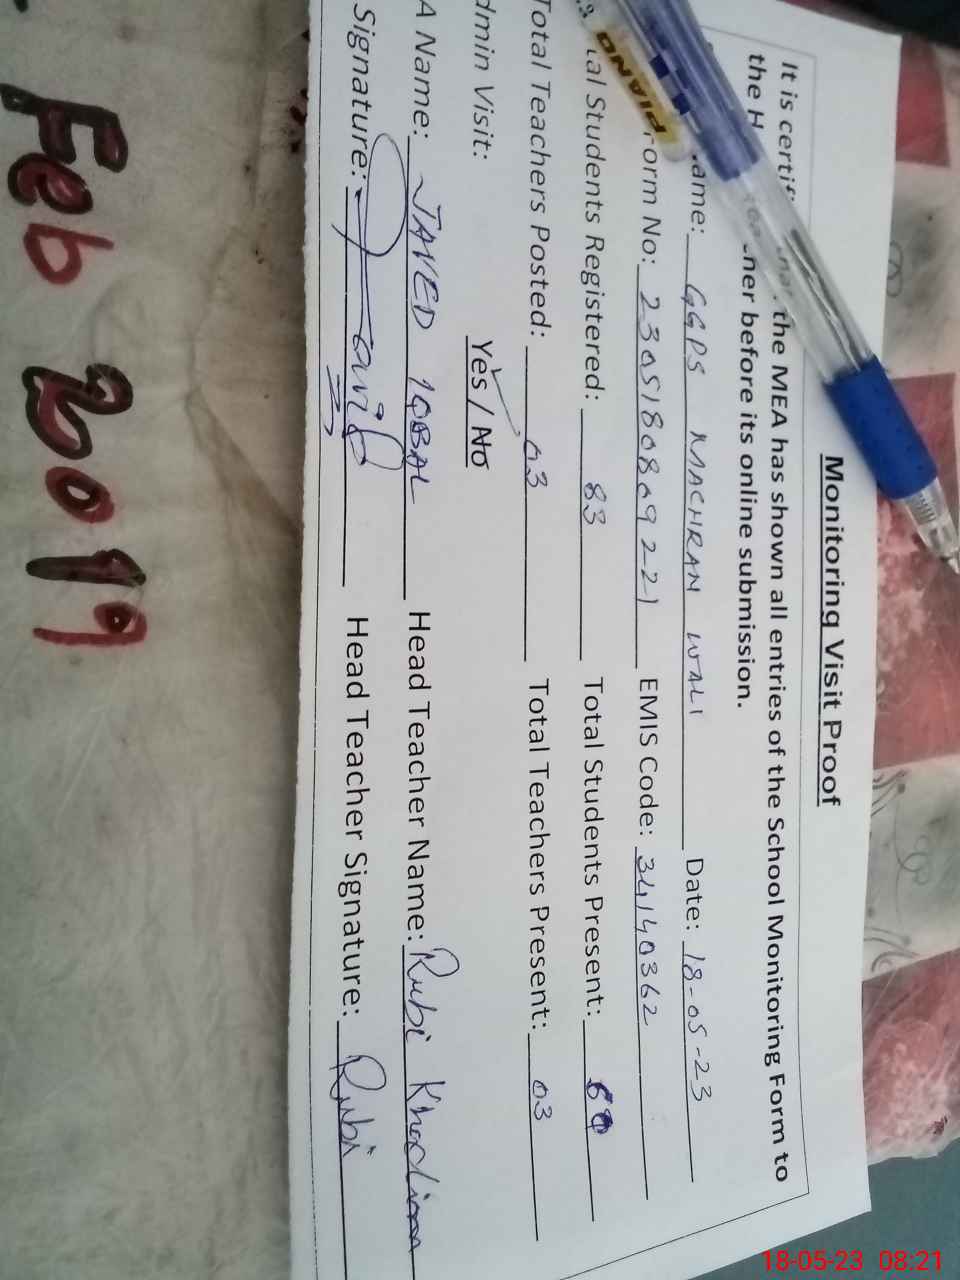 Monitoring Visit Proof
It is certif the MEA has shown all entries of the School Monitoring Form to
the H her before its online submission.
ame: GGPS MACHRAN WALI Date: 18-05-23
orm No: 2305180809221 EMIS Code: 34140362
al Students Registered: 83 Total Students Present:
Total Teachers Posted: 03 Total Teachers Present: 03
dmin Visit: Yes / No
A Name: JAVED IQBAL Head Teacher Name: Rubi Khadim
Signature: Javid Head Teacher Signature: Rubi
PIANO
Feb 2019
18-05-23 08:21